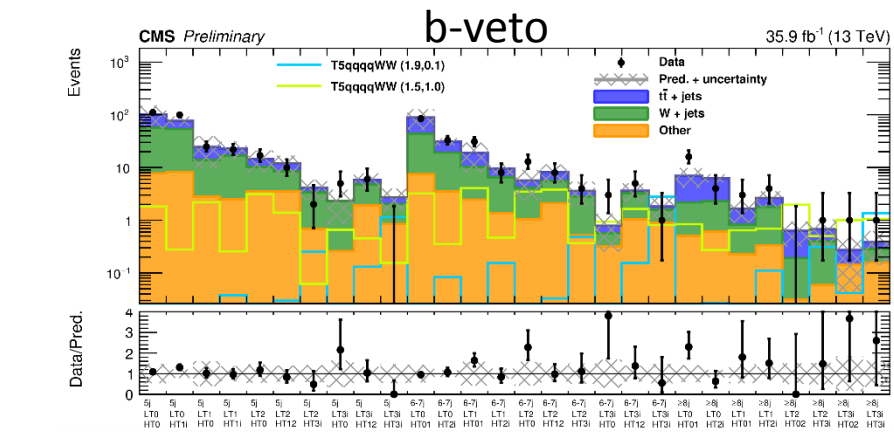 b-veto
CMS Preliminary
35.9 fb⁻¹ (13 TeV)
Events
10³
10²
10
1
10⁻¹
T5qqqqWW (1.9,0.1)
T5qqqqWW (1.5,1.0)
Data
Pred. + uncertainty
tt̄ + jets
W + jets
Other
Data/Pred.
4
3
2
1
0
5j 5j 5j 5j 5j 5j 5j 5j 5j 5j 6-7j 6-7j 6-7j 6-7j 6-7j 6-7j 6-7j 6-7j 6-7j 6-7j ≥8j ≥8j ≥8j ≥8j ≥8j ≥8j ≥8j ≥8j
LT0 LT0 LT1 LT1 LT2 LT2 LT2 LT3i LT3i LT3i LT0 LT0 LT1 LT1 LT2 LT2 LT2 LT3i LT3i LT3i LT0 LT0 LT1 LT1 LT2 LT2 LT3i LT3i
HT0 HT1i HT0 HT1i HT0 HT12 HT3i HT0 HT12 HT3i HT01 HT2i HT01 HT2i HT0 HT12 HT3i HT0 HT12 HT3i HT01 HT2i HT01 HT2i HT02 HT3i HT02 HT3i